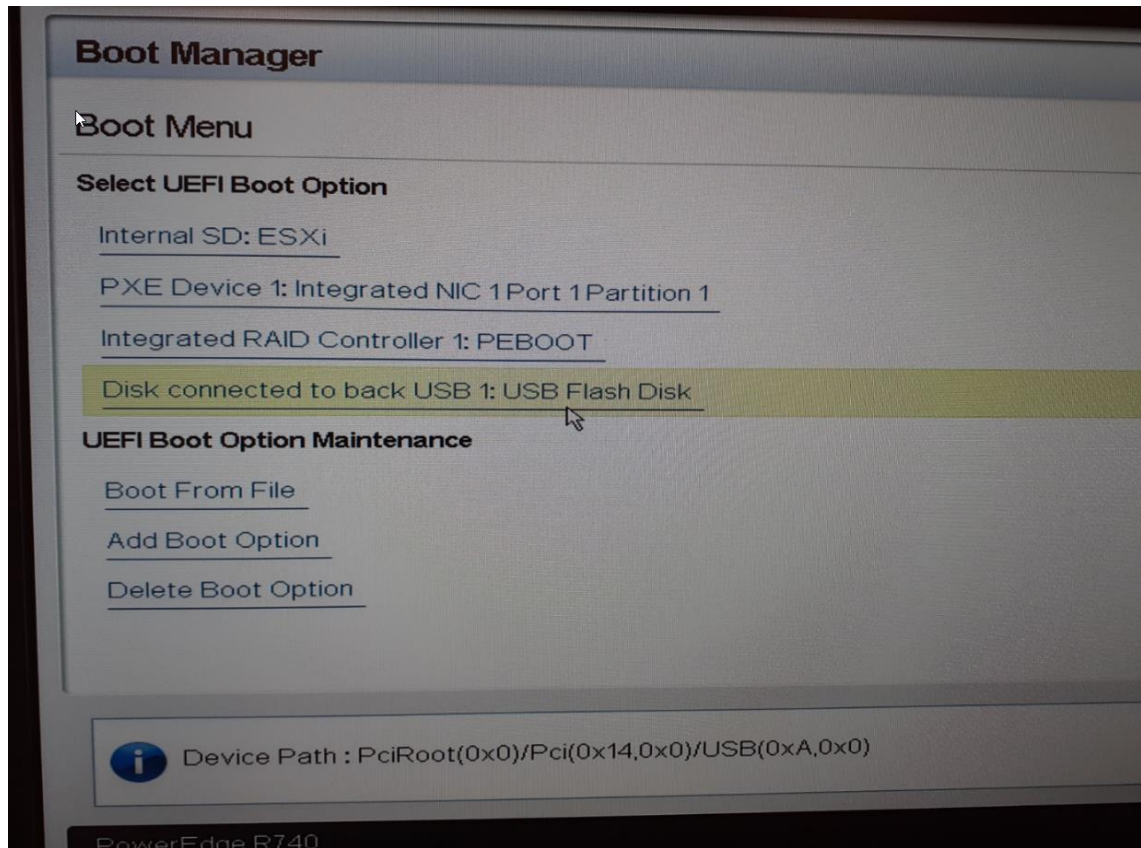 Boot Manager
Boot Menu
Select UEFI Boot Option
Internal SD: ESXi
PXE Device 1: Integrated NIC 1 Port 1 Partition 1
Integrated RAID Controller 1: PEBOOT
Disk connected to back USB 1: USB Flash Disk
UEFI Boot Option Maintenance
Boot From File
Add Boot Option
Delete Boot Option
Device Path : PciRoot(0x0)/Pci(0x14,0x0)/USB(0xA,0x0)
PowerEdge R740